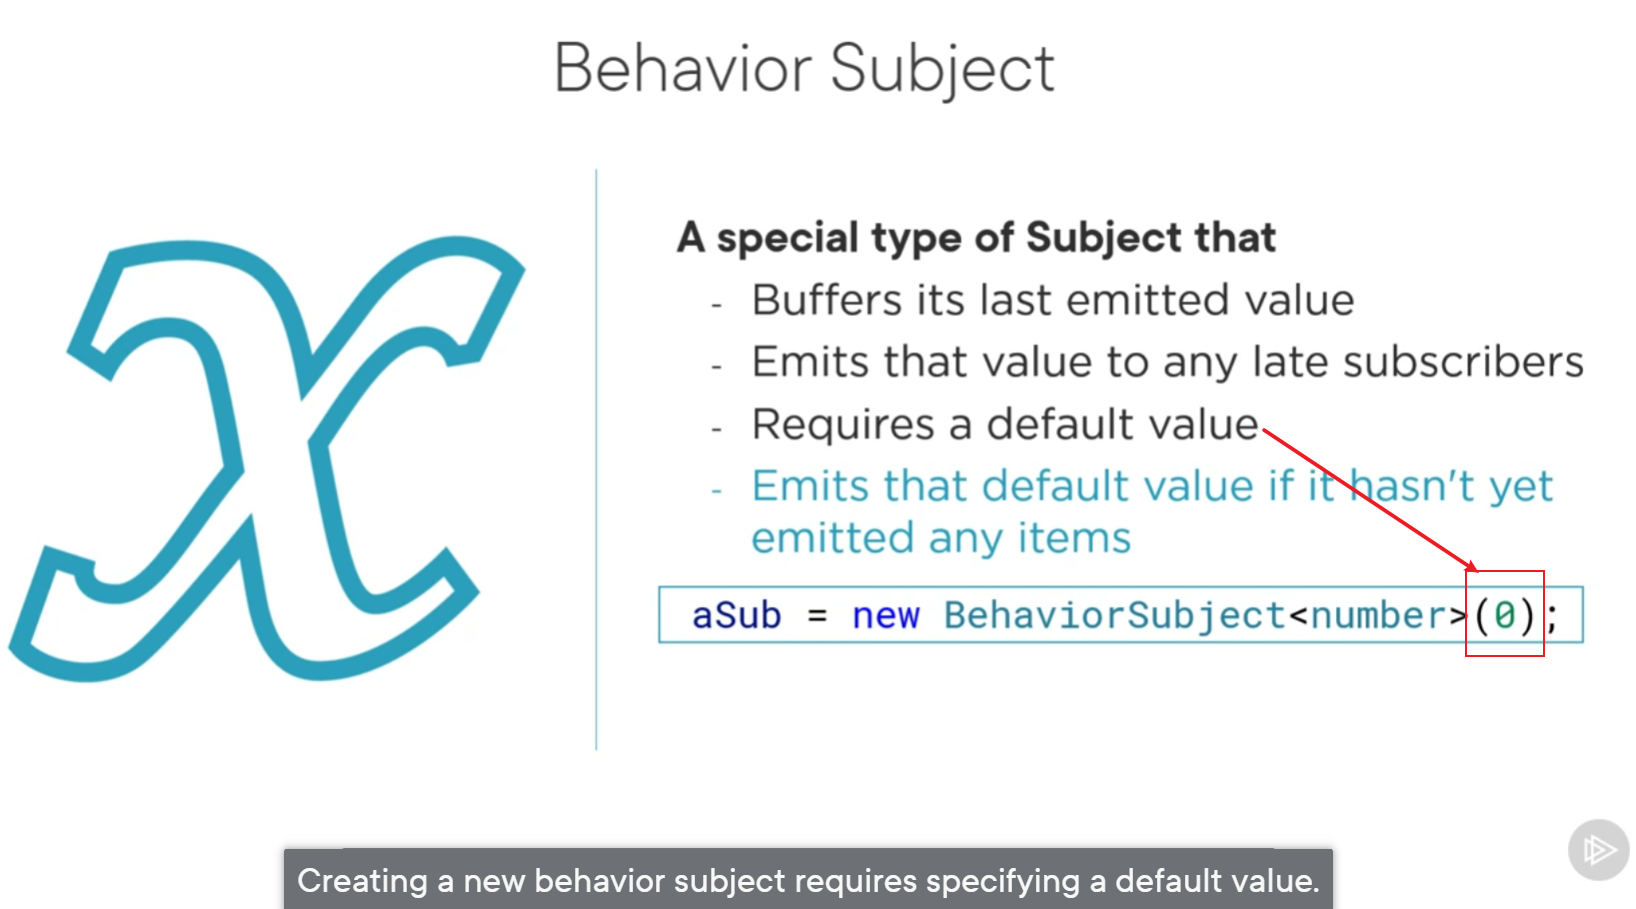 Behavior Subject
A special type of Subject that
- Buffers its last emitted value
- Emits that value to any late subscribers
- Requires a default value
- Emits that default value if it hasn't yet
emitted any items
aSub = new BehaviorSubject<number>(0);
Creating a new behavior subject requires specifying a default value.